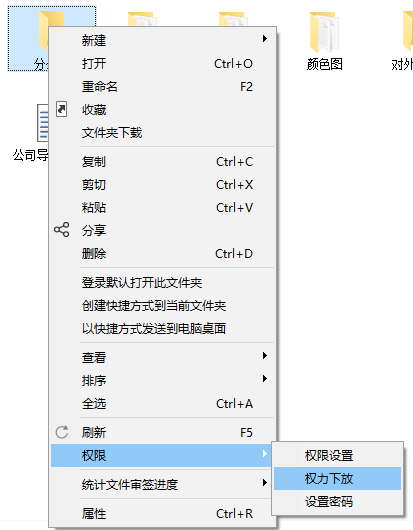 颜色图
对外
公司导
新建
打开 Ctrl+O
重命名 F2
收藏
文件夹下载
复制 Ctrl+C
剪切 Ctrl+X
粘贴 Ctrl+V
分享
删除 Ctrl+D
登录默认打开此文件夹
创建快捷方式到当前文件夹
以快捷方式发送到电脑桌面
查看
排序
全选 Ctrl+A
刷新 F5
权限
统计文件审签进度
属性 Ctrl+R
权限设置
权力下放
设置密码